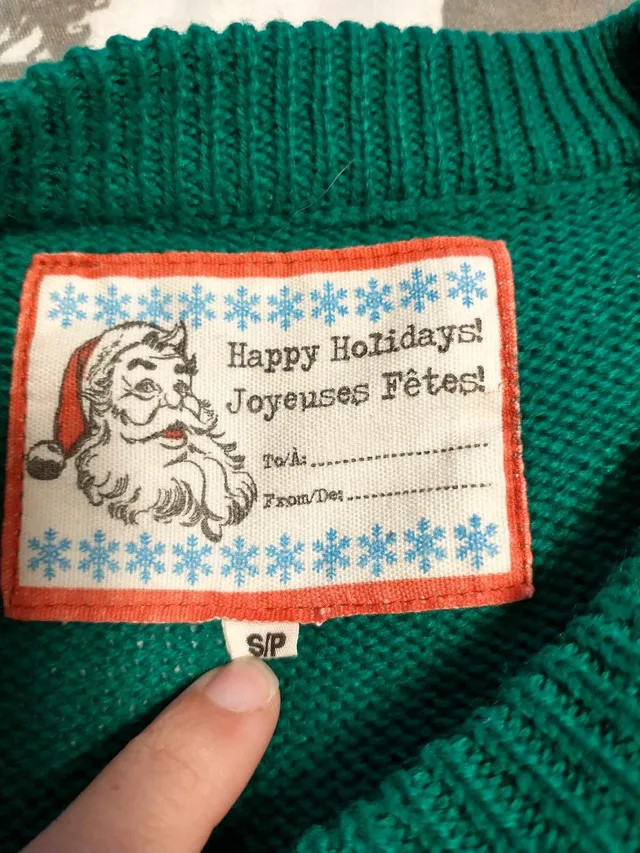 Happy Holidays!
Joyeuses Fêtes!
To/À:
From/De:
S/P